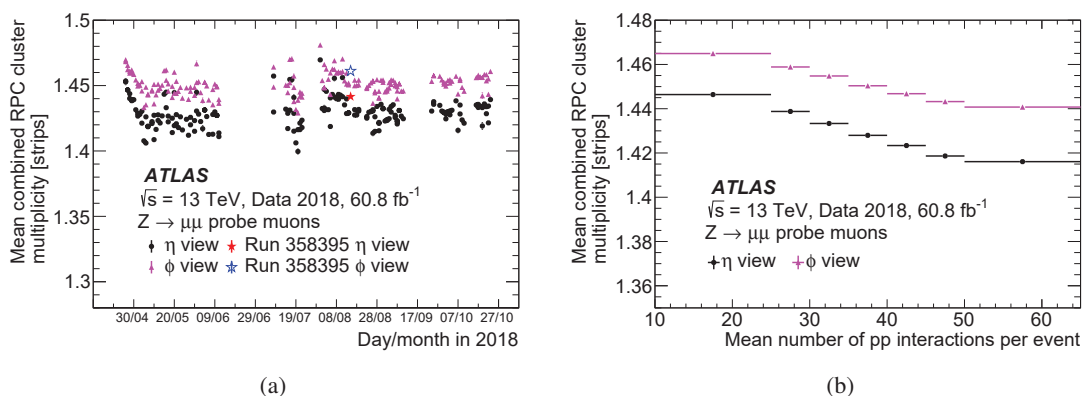 Mean combined RPC cluster
multiplicity [strips]
1.5
1.45
1.4
1.35
1.3
ATLAS
√s = 13 TeV, Data 2018, 60.8 fb⁻¹
Z → μμ probe muons
η view
Run 358395 η view
ϕ view
Run 358395 ϕ view
30/04 20/05 09/06 29/06 19/07 08/08 28/08 17/09 07/10 27/10
Day/month in 2018
(a)
Mean combined RPC cluster
multiplicity [strips]
1.48
1.46
1.44
1.42
1.4
1.38
1.36
ATLAS
√s = 13 TeV, Data 2018, 60.8 fb⁻¹
Z → μμ probe muons
η view
ϕ view
10 20 30 40 50 60
Mean number of pp interactions per event
(b)